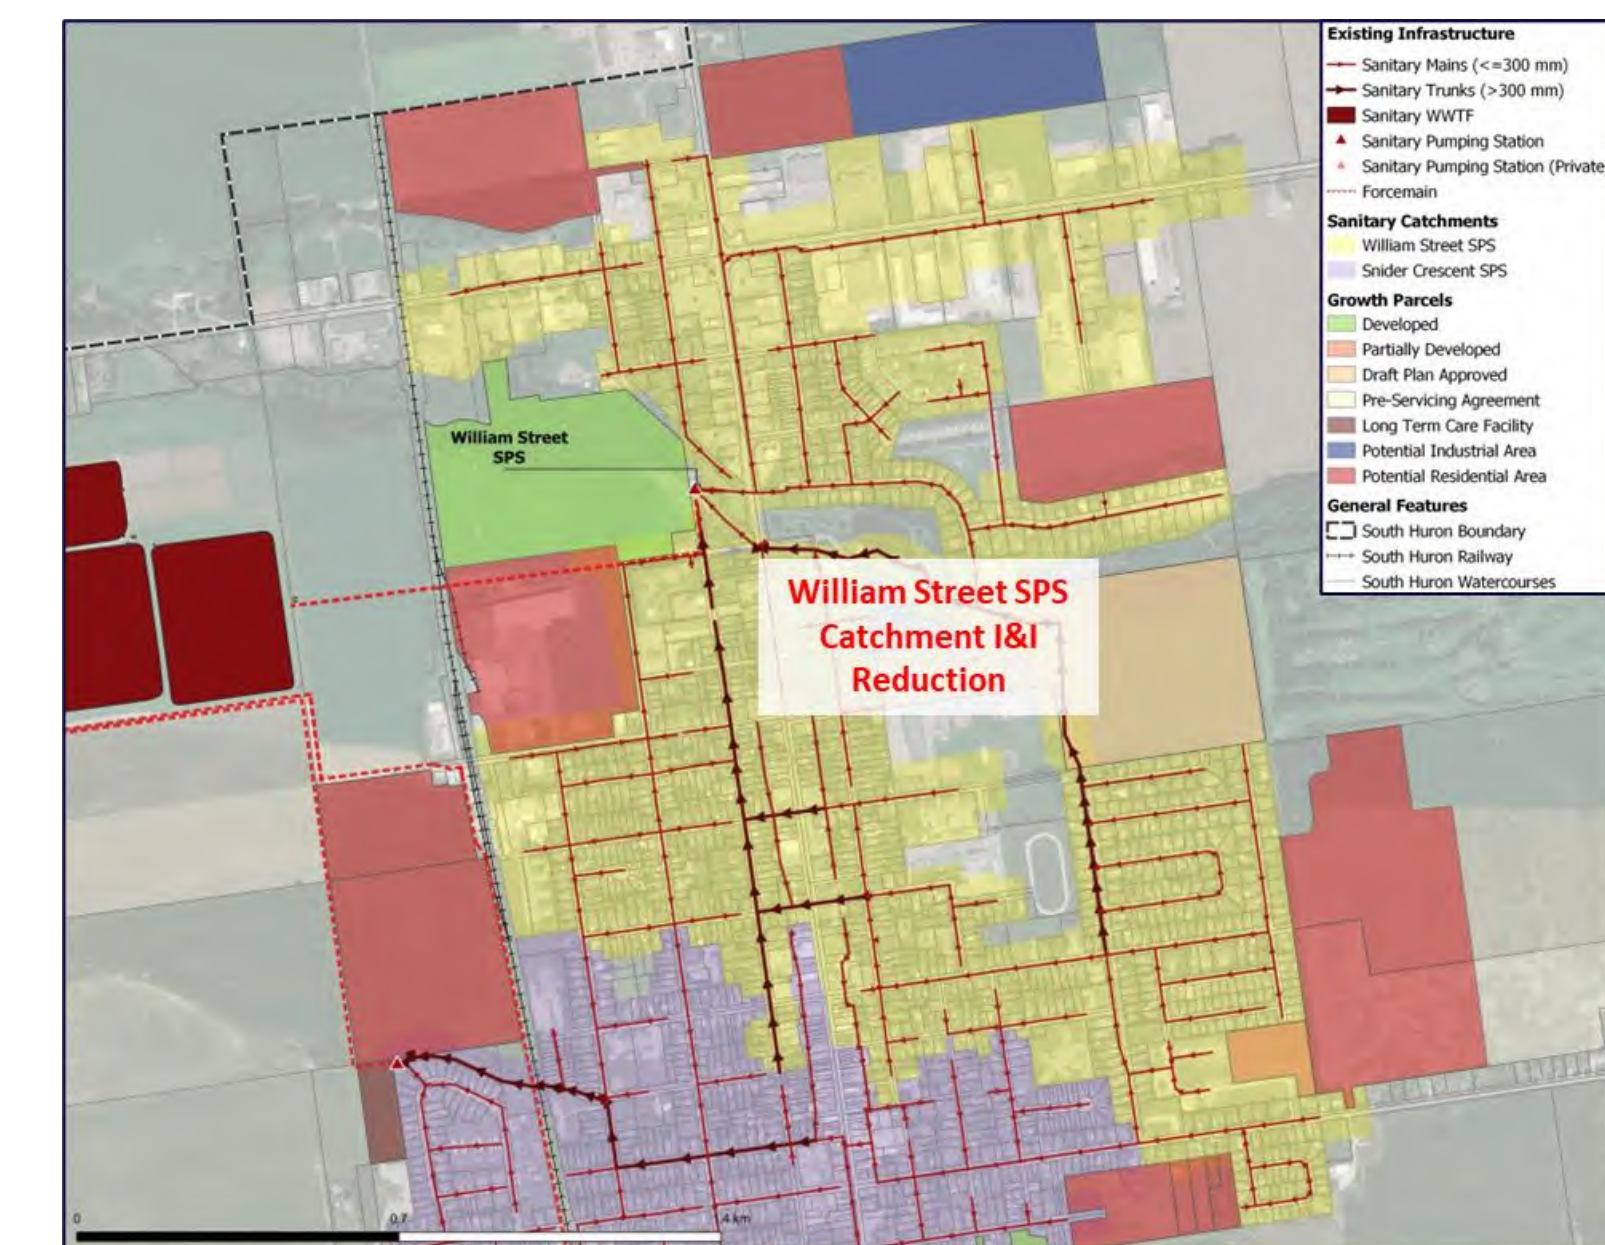 Existing Infrastructure
Sanitary Mains (<=300 mm)
Sanitary Trunks (>300 mm)
Sanitary WWTF
Sanitary Pumping Station
Sanitary Pumping Station (Private
Forcemain
Sanitary Catchments
William Street SPS
Snider Crescent SPS
Growth Parcels
Developed
Partially Developed
Draft Plan Approved
Pre-Servicing Agreement
Long Term Care Facility
Potential Industrial Area
Potential Residential Area
General Features
South Huron Boundary
South Huron Railway
South Huron Watercourses
William Street
SPS
William Street SPS
Catchment I&I
Reduction
0
0.7
1.4 km